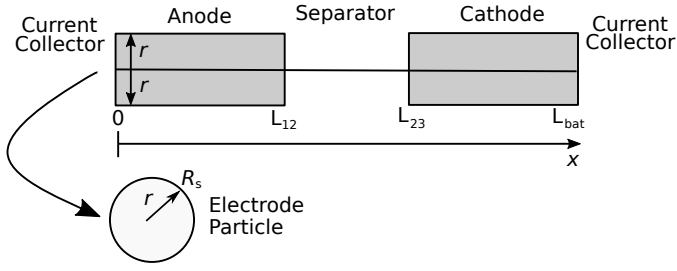 Current
Collector
Anode
Separator
Cathode
Current
Collector
r
r
0
L12
L23
Lbat
x
r
Rs
Electrode
Particle